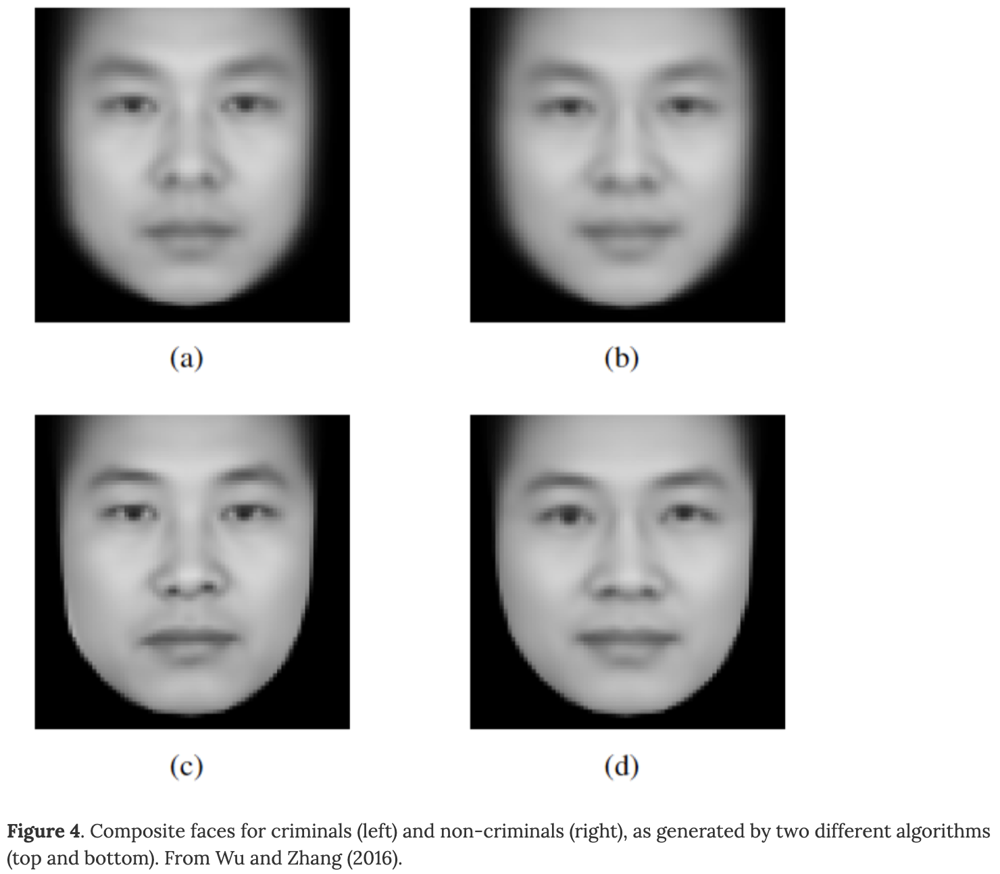 (a)
(b)
(c)
(d)
Figure 4. Composite faces for criminals (left) and non-criminals (right), as generated by two different algorithms
(top and bottom). From Wu and Zhang (2016).